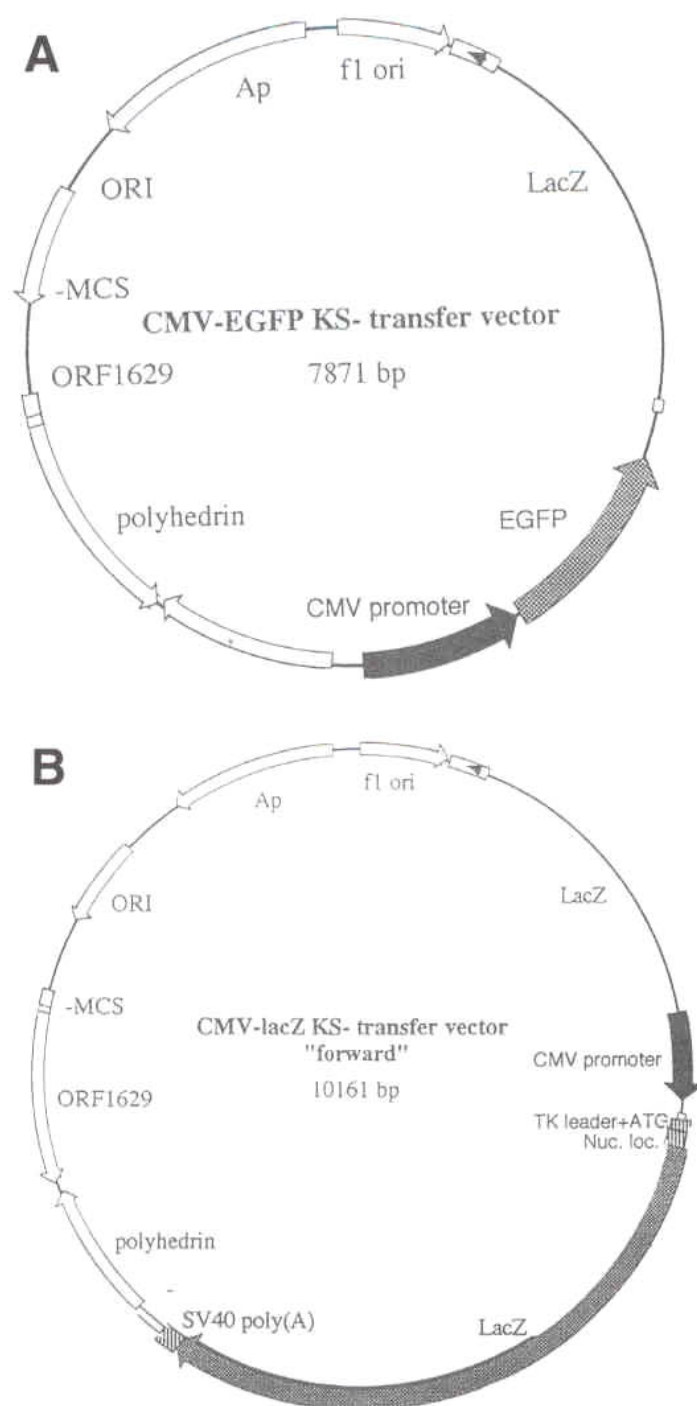 A
f1 ori
Ap
LacZ
ORI
-MCS
CMV-EGFP KS- transfer vector
ORF1629
7871 bp
polyhedrin
EGFP
CMV promoter
B
f1 ori
Ap
LacZ
ORI
-MCS
CMV-lacZ KS- transfer vector
"forward"
10161 bp
CMV promoter
ORF1629
TK leader+ATG
Nuc. loc.
polyhedrin
SV40 poly(A)
LacZ